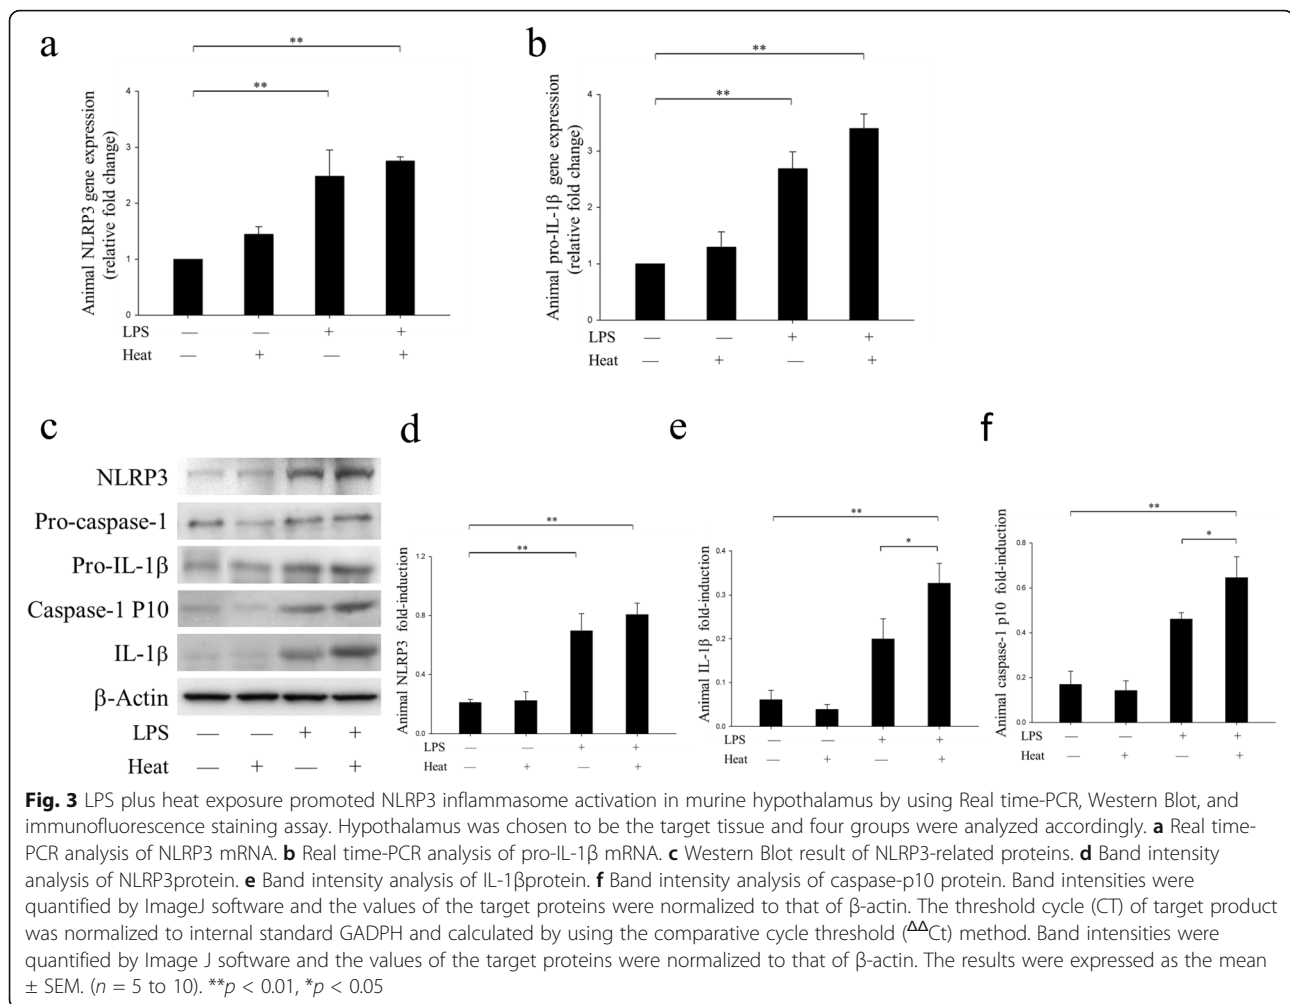 a
**
**
Animal NLRP3 gene expression
(relative fold change)
4
3
2
1
0
LPS — — + +
Heat — + — +
b
**
**
Animal pro-IL-1β gene expression
(relative fold change)
4
3
2
1
0
LPS — — + +
Heat — + — +
c
NLRP3
Pro-caspase-1
Pro-IL-1β
Caspase-1 P10
IL-1β
β-Actin
LPS — — + +
Heat — + — +
d
**
**
Animal NLRP3 fold-induction
1.2
0.8
0.4
0.0
LPS — — + +
Heat — + — +
e
**
*
Animal IL-1β fold-induction
0.4
0.3
0.2
0.1
0.0
LPS — — + +
Heat — + — +
f
**
*
Animal caspase-1 p10 fold-induction
0.8
0.6
0.4
0.2
0.0
LPS — — + +
Heat — + — +
Fig. 3 LPS plus heat exposure promoted NLRP3 inflammasome activation in murine hypothalamus by using Real time-PCR, Western Blot, and
immunofluorescence staining assay. Hypothalamus was chosen to be the target tissue and four groups were analyzed accordingly. a Real time-
PCR analysis of NLRP3 mRNA. b Real time-PCR analysis of pro-IL-1β mRNA. c Western Blot result of NLRP3-related proteins. d Band intensity
analysis of NLRP3protein. e Band intensity analysis of IL-1βprotein. f Band intensity analysis of caspase-p10 protein. Band intensities were
quantified by ImageJ software and the values of the target proteins were normalized to that of β-actin. The threshold cycle (CT) of target product
was normalized to internal standard GADPH and calculated by using the comparative cycle threshold (ΔΔCt) method. Band intensities were
quantified by Image J software and the values of the target proteins were normalized to that of β-actin. The results were expressed as the mean
± SEM. (n = 5 to 10). **p < 0.01, *p < 0.05